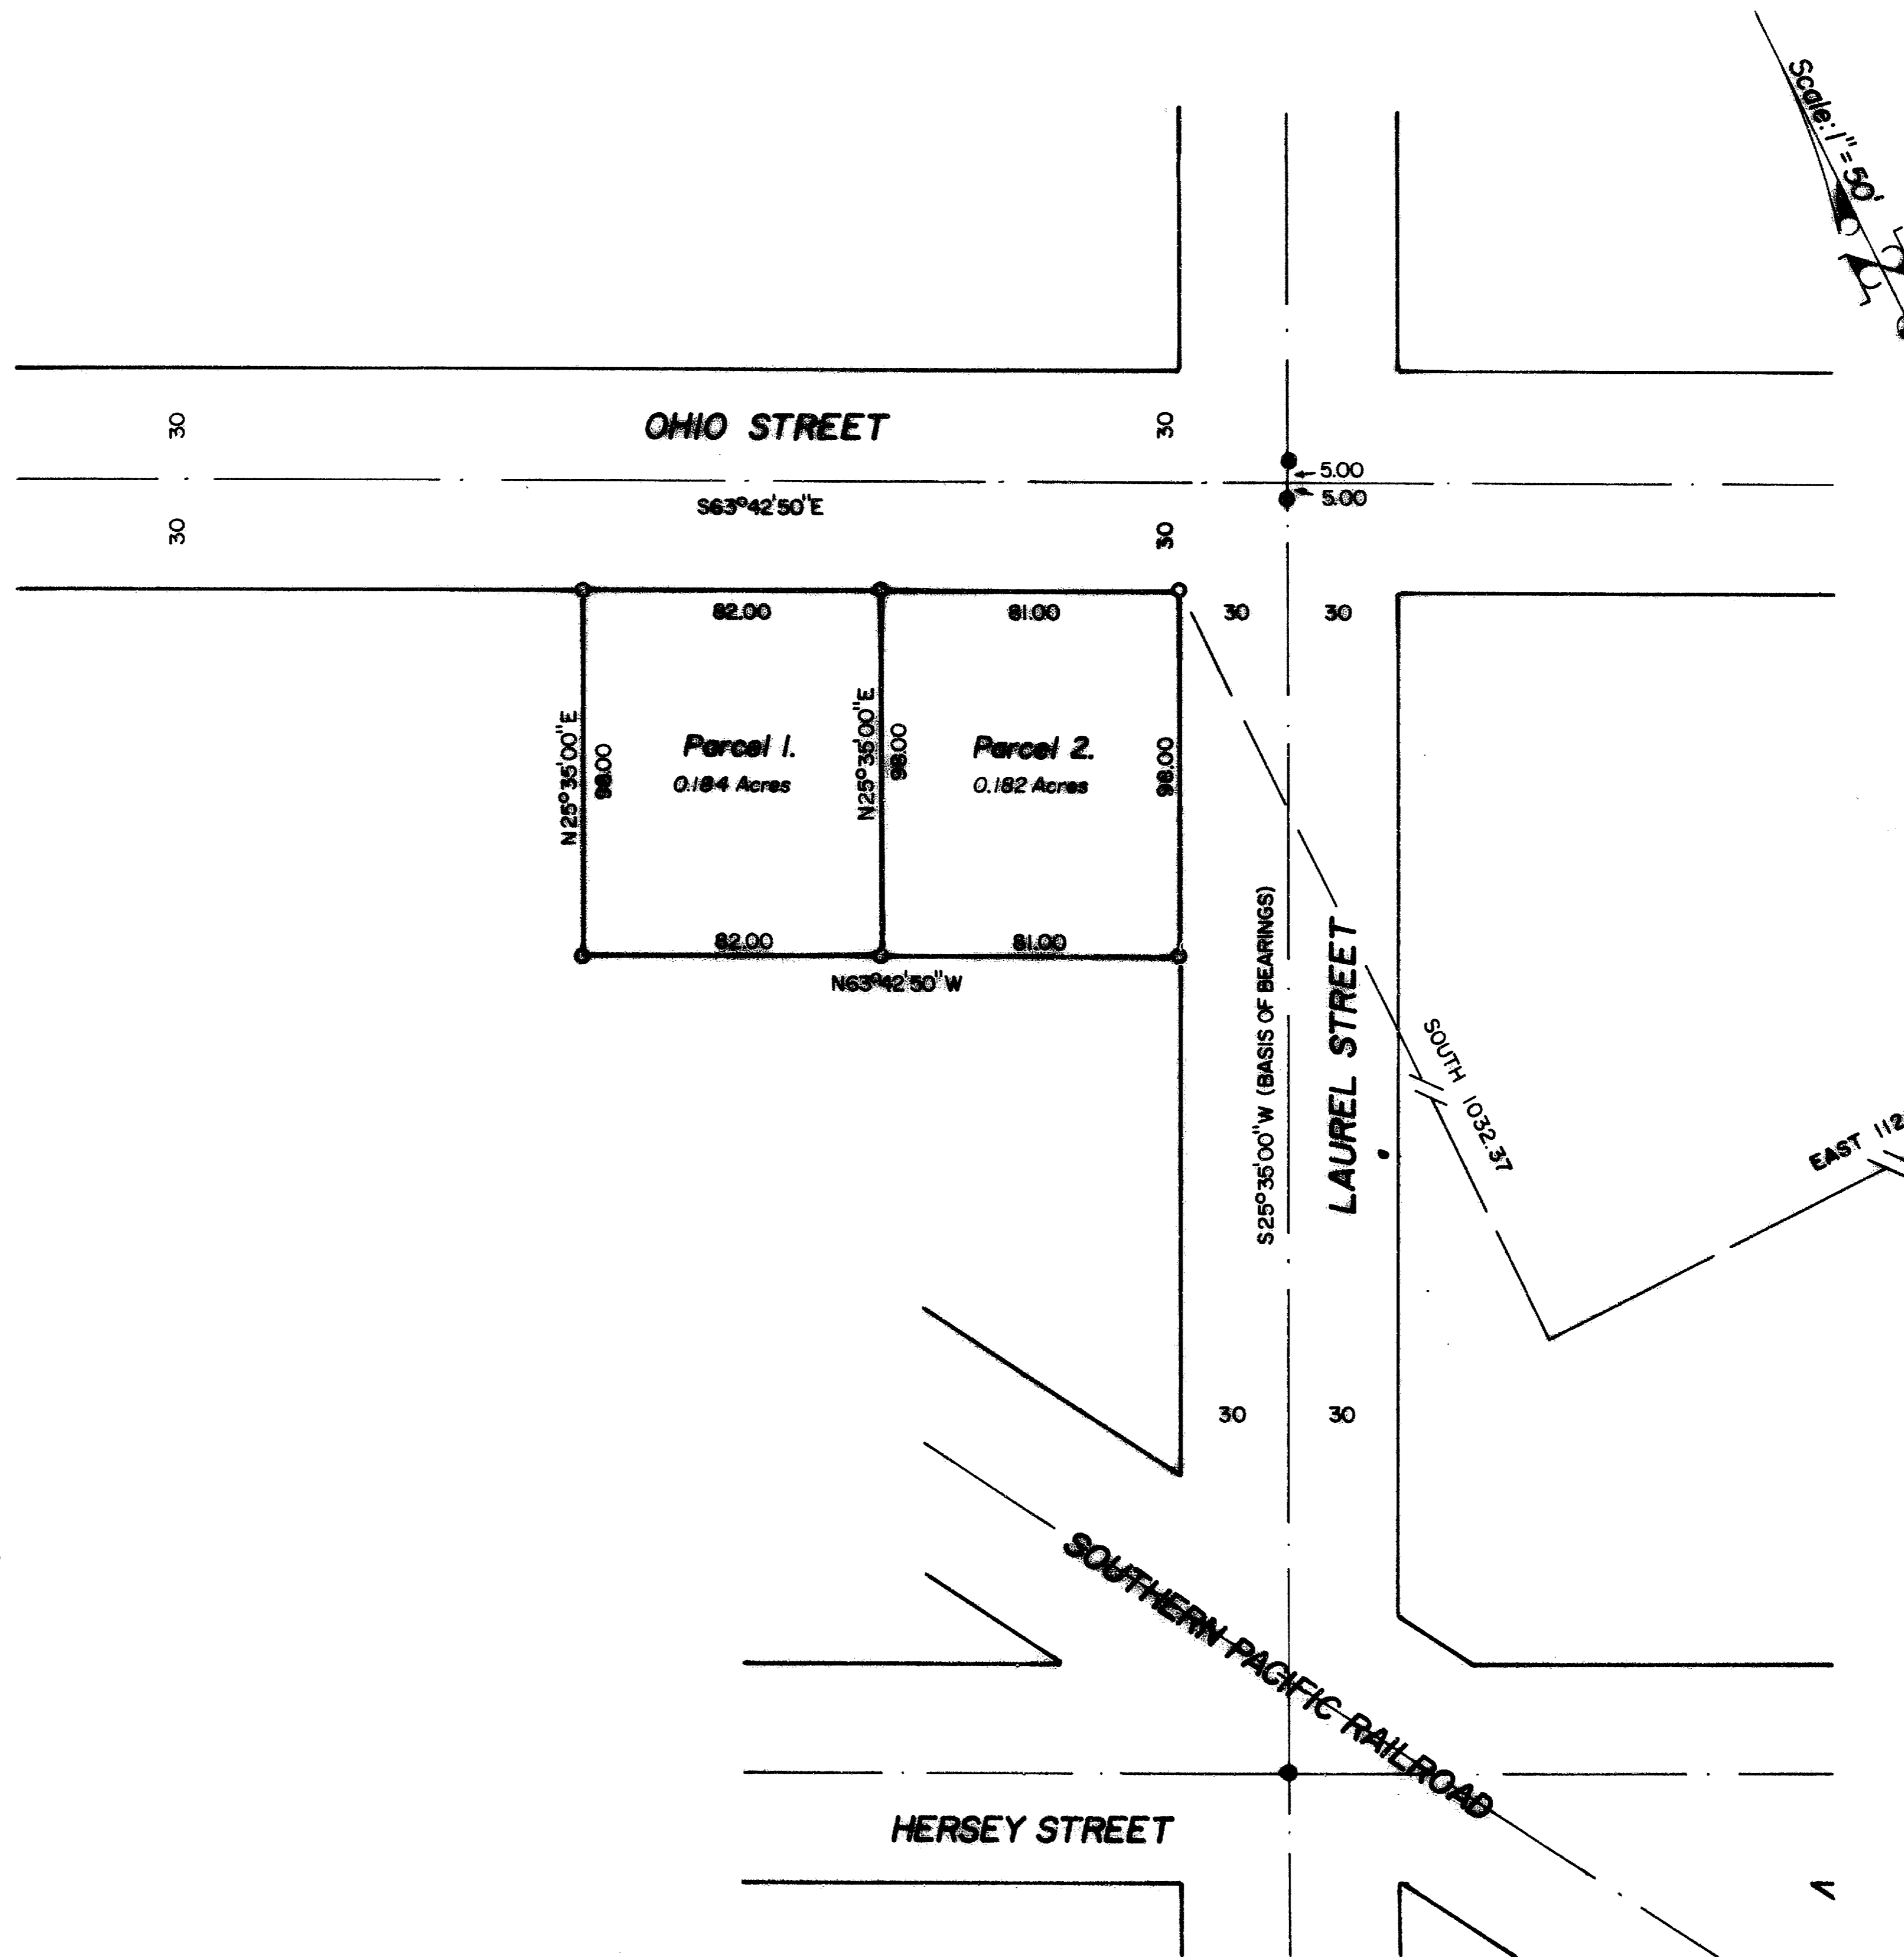 Scale: 1" = 50'
30
OHIO STREET
30
5.00
5.00
S63°42'50"E
30
30
82.00
81.00
30
30
N25°35'00"E
98.00
Parcel 1.
0.184 Acres
N25°35'00"E
98.00
Parcel 2.
0.182 Acres
98.00
82.00
81.00
N63°42'50"W
S25°35'00"W (BASIS OF BEARINGS)
LAUREL STREET
SOUTH 1032.37
EAST 112
30
30
SOUTHERN PACIFIC RAILROAD
HERSEY STREET